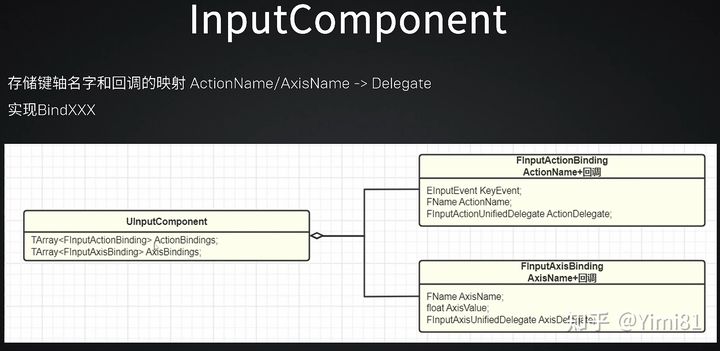 InputComponent
存储键轴名字和回调的映射 ActionName/AxisName -> Delegate
实现BindXXX
FInputActionBinding
ActionName+回调
EInputEvent KeyEvent;
FName ActionName;
FInputActionUnifiedDelegate ActionDelegate;
UInputComponent
TArray<FInputActionBinding> ActionBindings;
TArray<FInputAxisBinding> AxisBindings;
FInputAxisBinding
AxisName+回调
FName AxisName;
float AxisValue;
FInputAxisUnifiedDelegate AxisDelegate;
知乎 @Yimi81